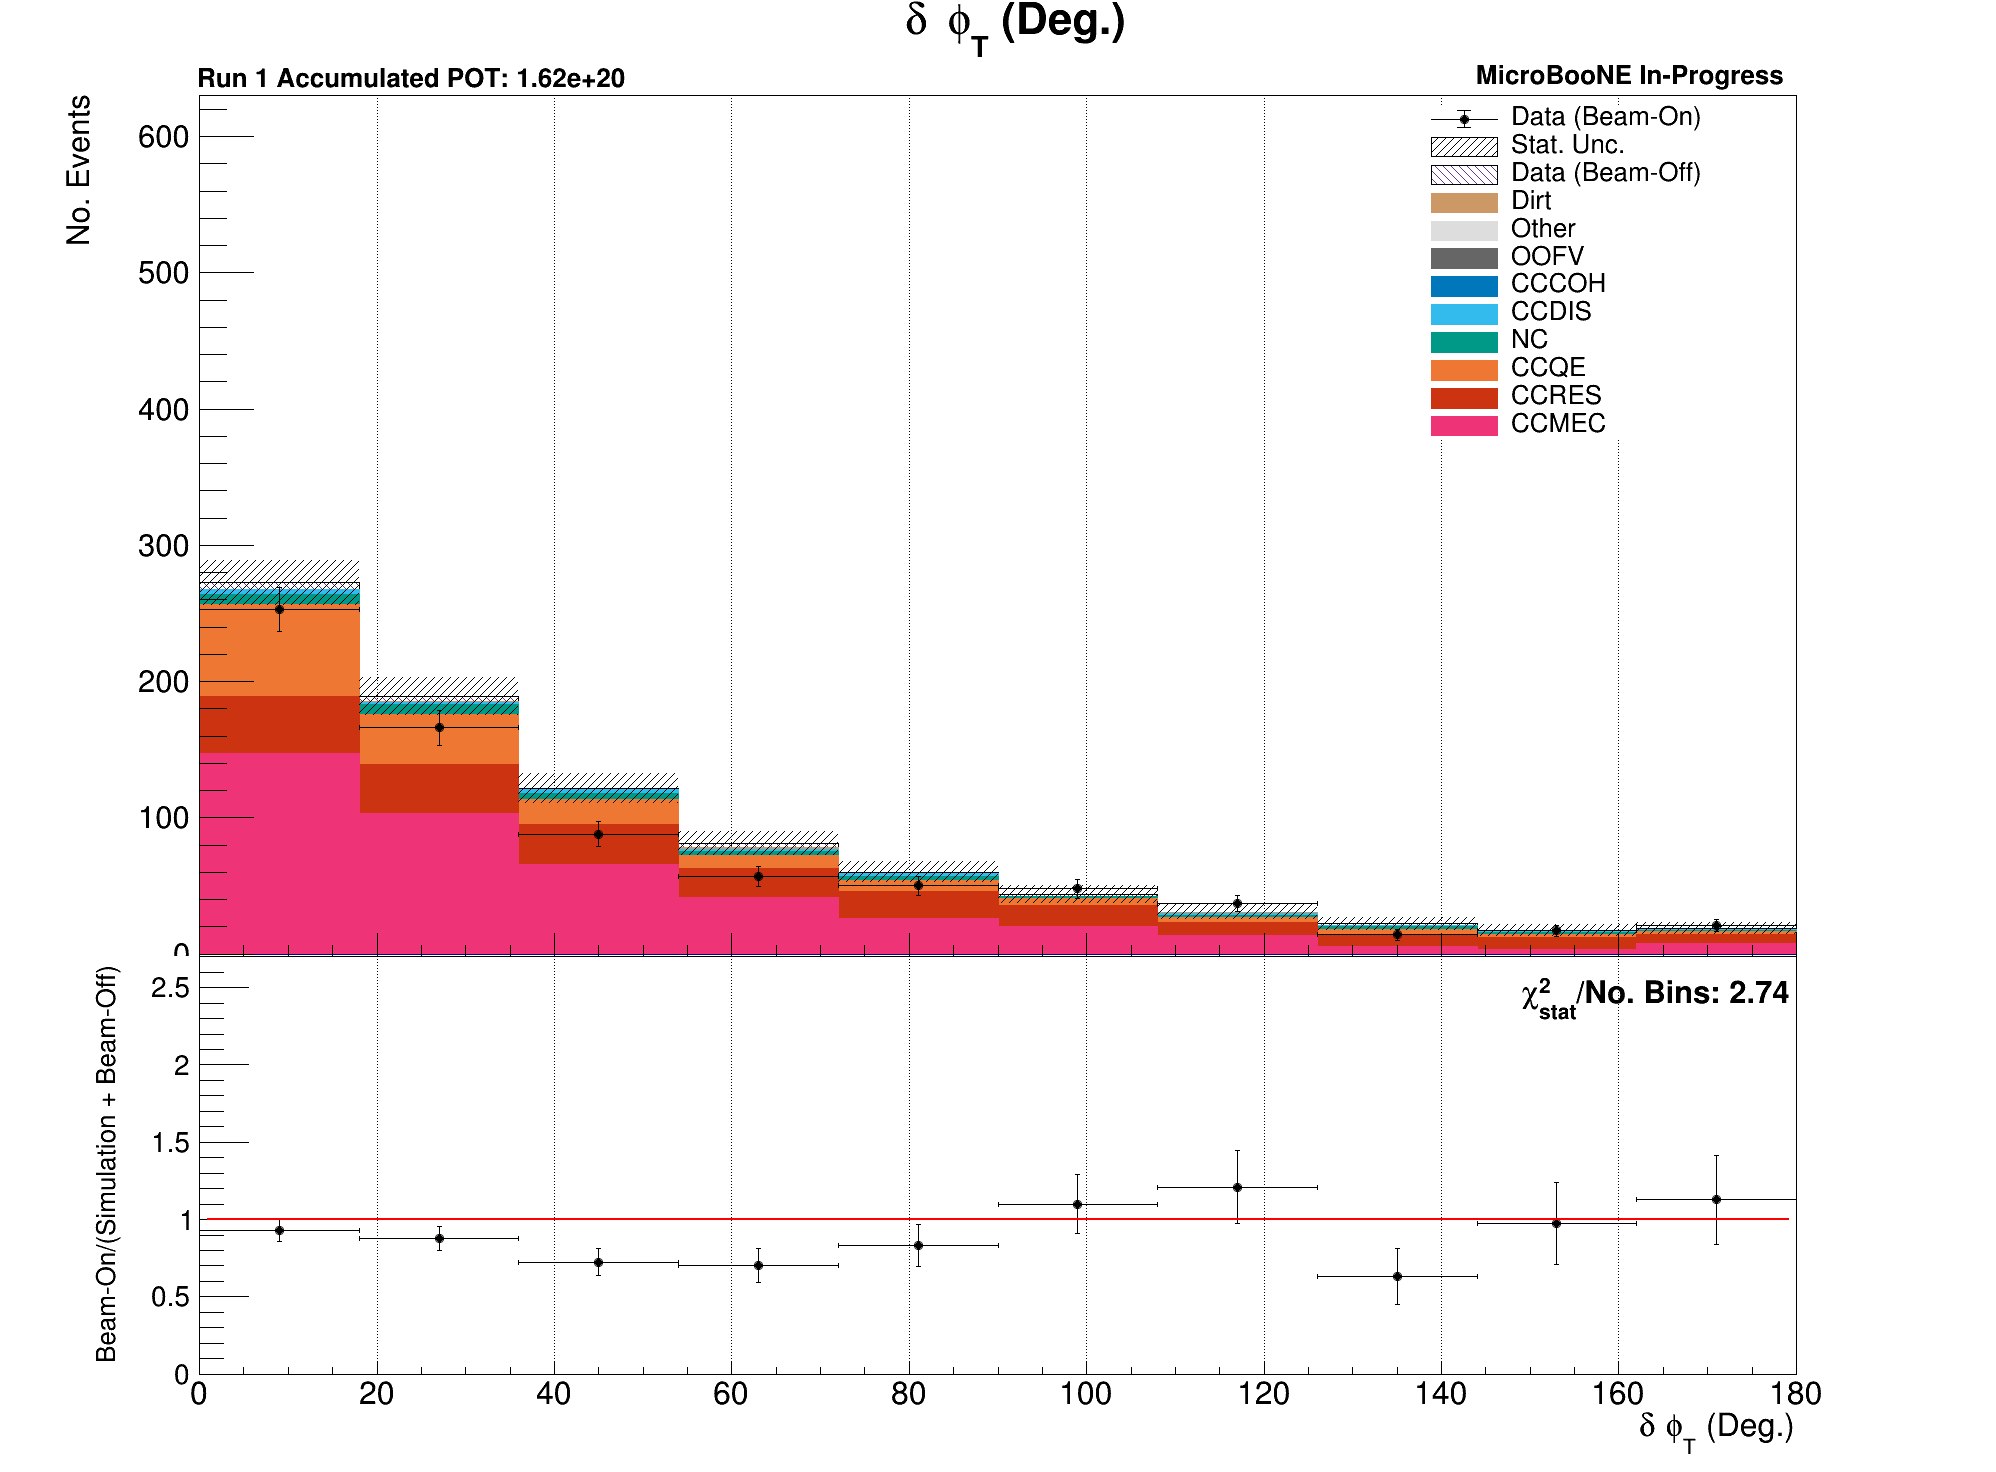 δ ϕ_T (Deg.)
Run 1 Accumulated POT: 1.62e+20
MicroBooNE In-Progress
No. Events
600
500
400
300
200
100
0
Data (Beam-On)
Stat. Unc.
Data (Beam-Off)
Dirt
Other
OOFV
CCCOH
CCDIS
NC
CCQE
CCRES
CCMEC
Beam-On/(Simulation + Beam-Off)
2.5
2
1.5
1
0.5
0
χ²_stat/No. Bins: 2.74
0 20 40 60 80 100 120 140 160 180
δ ϕ_T (Deg.)